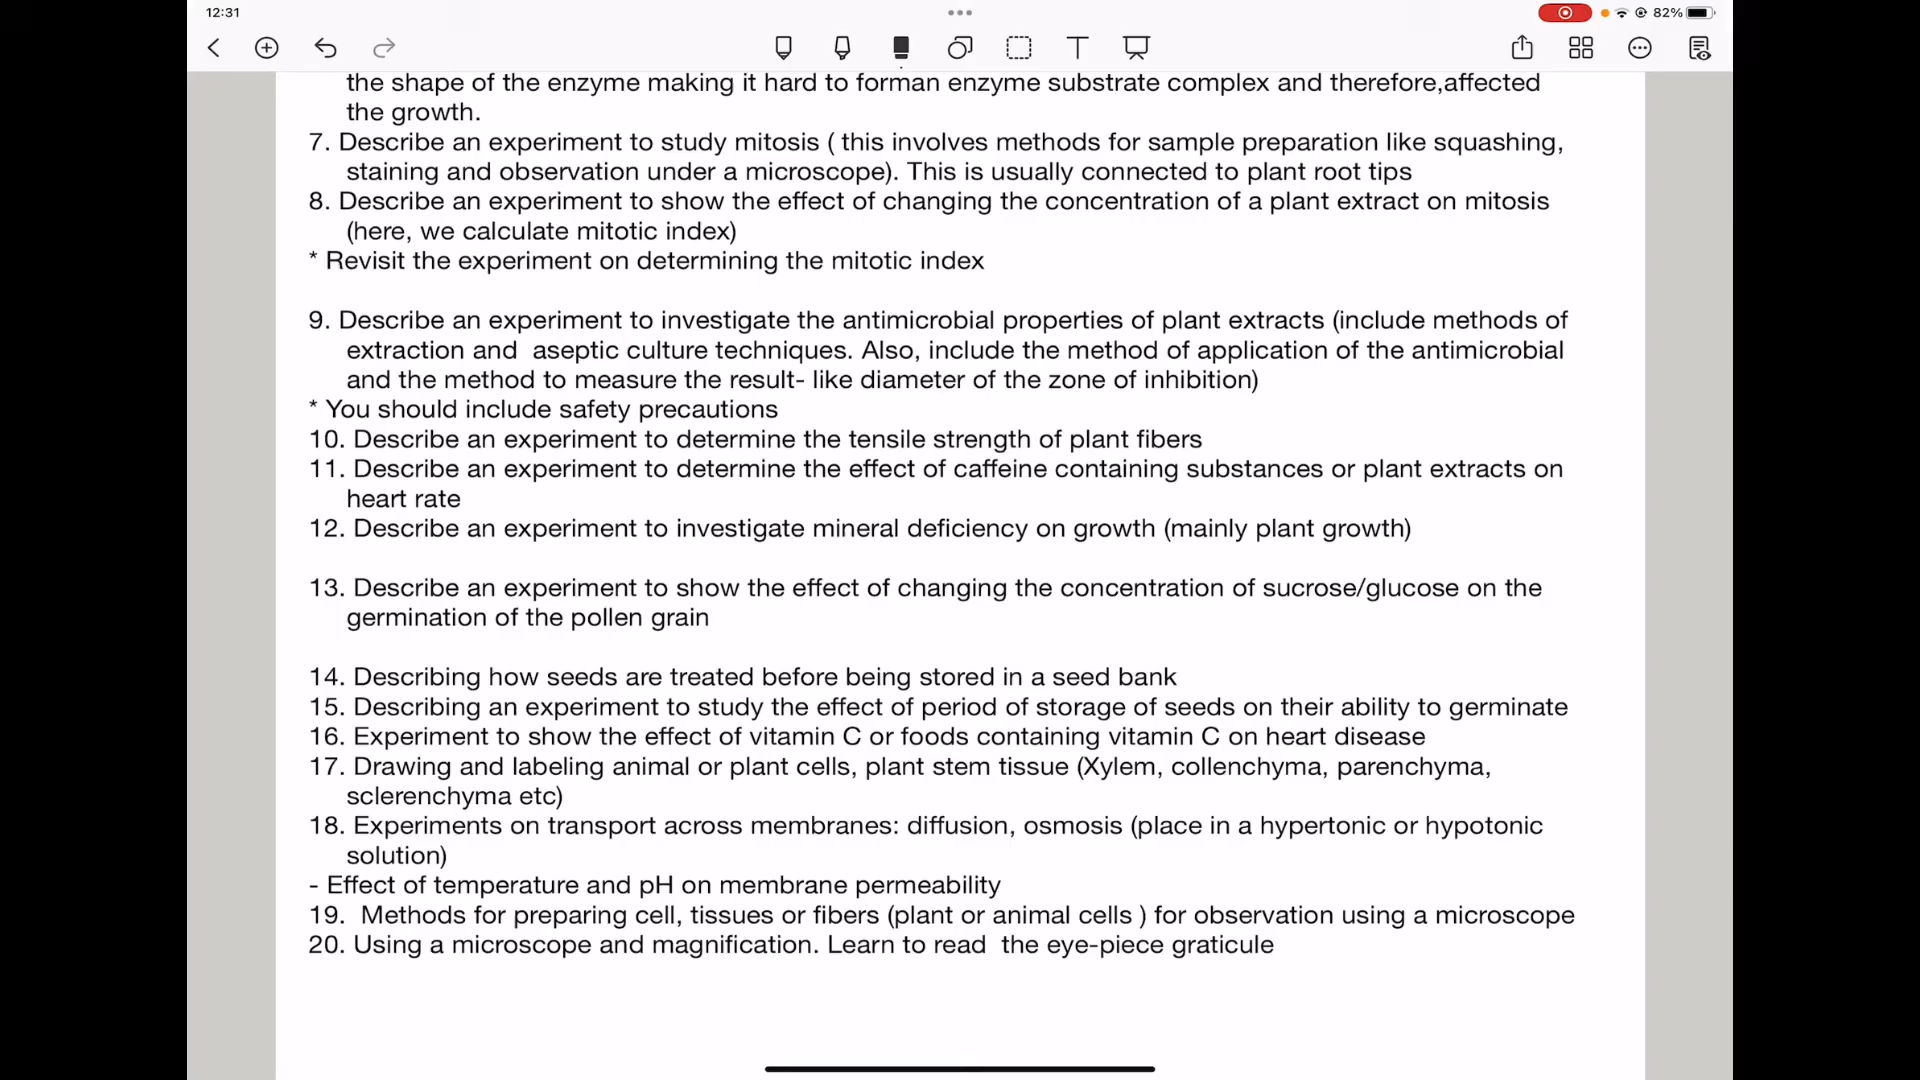 12:31
82%
the shape of the enzyme making it hard to forman enzyme substrate complex and therefore,affected
the growth.
7. Describe an experiment to study mitosis ( this involves methods for sample preparation like squashing,
staining and observation under a microscope). This is usually connected to plant root tips
8. Describe an experiment to show the effect of changing the concentration of a plant extract on mitosis
(here, we calculate mitotic index)
* Revisit the experiment on determining the mitotic index
9. Describe an experiment to investigate the antimicrobial properties of plant extracts (include methods of
extraction and  aseptic culture techniques. Also, include the method of application of the antimicrobial
and the method to measure the result- like diameter of the zone of inhibition)
* You should include safety precautions
10. Describe an experiment to determine the tensile strength of plant fibers
11. Describe an experiment to determine the effect of caffeine containing substances or plant extracts on
heart rate
12. Describe an experiment to investigate mineral deficiency on growth (mainly plant growth)
13. Describe an experiment to show the effect of changing the concentration of sucrose/glucose on the
germination of the pollen grain
14. Describing how seeds are treated before being stored in a seed bank
15. Describing an experiment to study the effect of period of storage of seeds on their ability to germinate
16. Experiment to show the effect of vitamin C or foods containing vitamin C on heart disease
17. Drawing and labeling animal or plant cells, plant stem tissue (Xylem, collenchyma, parenchyma,
sclerenchyma etc)
18. Experiments on transport across membranes: diffusion, osmosis (place in a hypertonic or hypotonic
solution)
- Effect of temperature and pH on membrane permeability
19.  Methods for preparing cell, tissues or fibers (plant or animal cells ) for observation using a microscope
20. Using a microscope and magnification. Learn to read  the eye-piece graticule